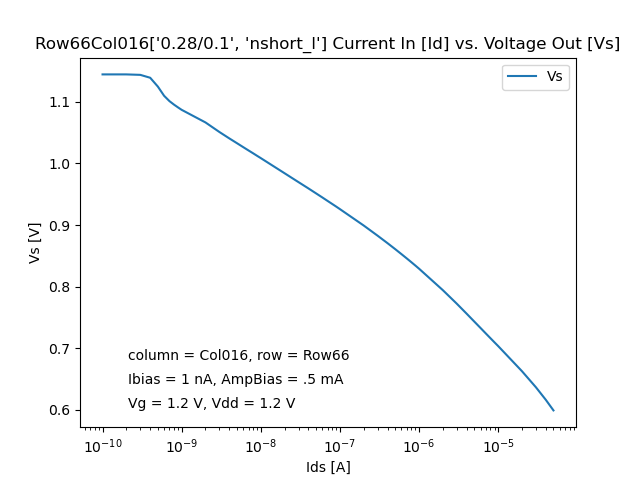 Row66Col016['0.28/0.1', 'nshort_l'] Current In [Id] vs. Voltage Out [Vs]
Vs
1.1
1.0
0.9
0.8
0.7
0.6
Vs [V]
column = Col016, row = Row66
Ibias = 1 nA, AmpBias = .5 mA
Vg = 1.2 V, Vdd = 1.2 V
10⁻¹⁰ 10⁻⁹ 10⁻⁸ 10⁻⁷ 10⁻⁶ 10⁻⁵
Ids [A]